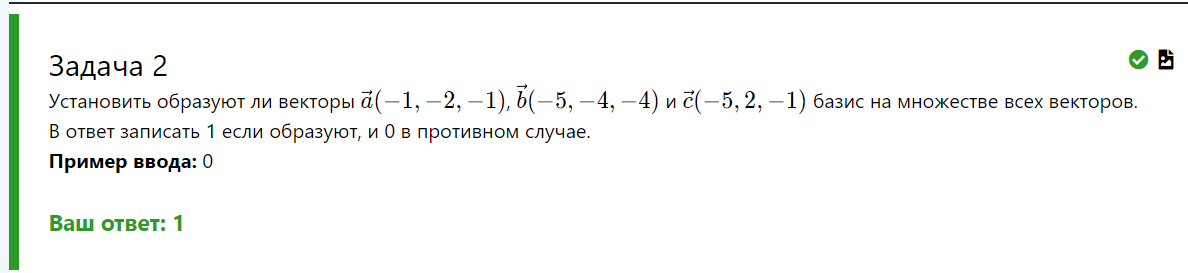 Задача 2
Установить образуют ли векторы $\vec{a}(-1, -2, -1)$, $\vec{b}(-5, -4, -4)$ и $\vec{c}(-5, 2, -1)$ базис на множестве всех векторов.
В ответ записать 1 если образуют, и 0 в противном случае.
Пример ввода: 0
Ваш ответ: 1